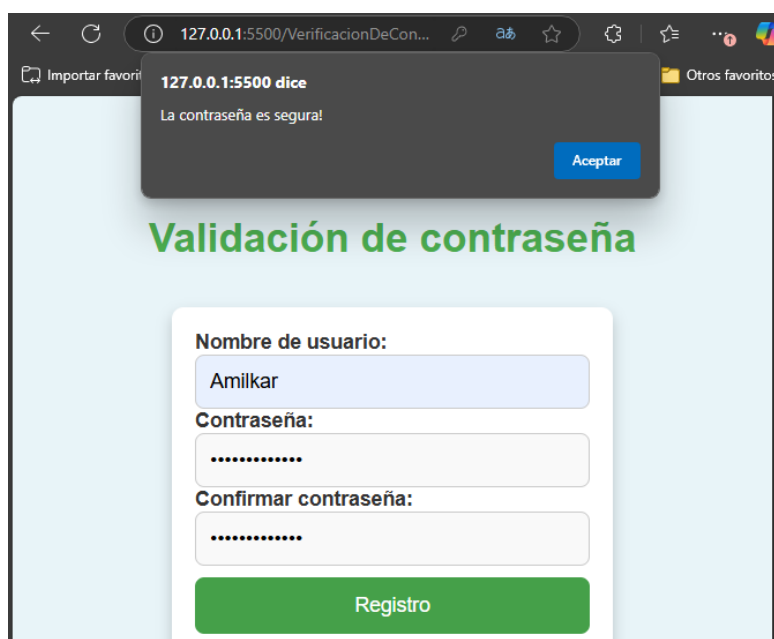 127.0.0.1:5500/VerificacionDeCon...
Importar favori
Otros favoritos
127.0.0.1:5500 dice
La contraseña es segura!
Aceptar
Validación de contraseña
Nombre de usuario:
Amilkar
Contraseña:
•••••••••••••
Confirmar contraseña:
•••••••••••••
Registro